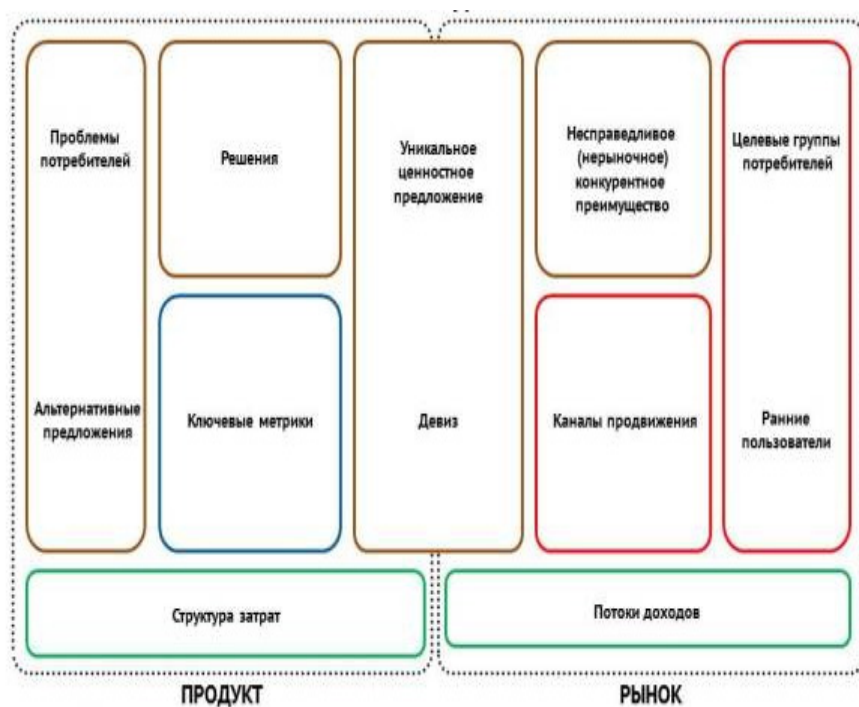 Проблемы
потребителей
Альтернативные
предложения
Решения
Ключевые метрики
Уникальное
ценностное
предложение
Девиз
Несправедливое
(нерыночное)
конкурентное
преимущество
Каналы продвижения
Целевые группы
потребителей
Ранние
пользователи
Структура затрат
Потоки доходов
ПРОДУКТ
РЫНОК